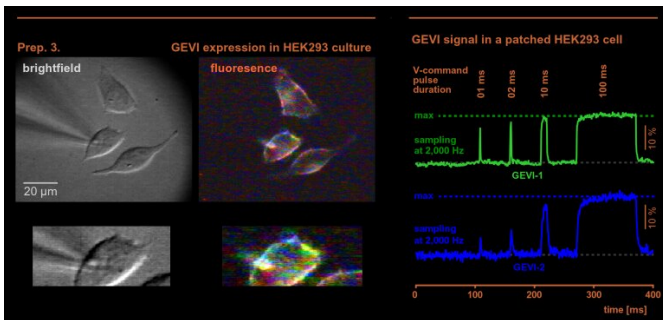 Prep. 3.
GEVI expression in HEK293 culture
brightfield
fluoresence
20 µm
GEVI signal in a patched HEK293 cell
V-command
pulse
duration
01 ms
02 ms
10 ms
100 ms
max
sampling
at 2,000 Hz
GEVI-1
10 %
max
sampling
at 2,000 Hz
GEVI-2
10 %
0
100
200
300
400
time [ms]